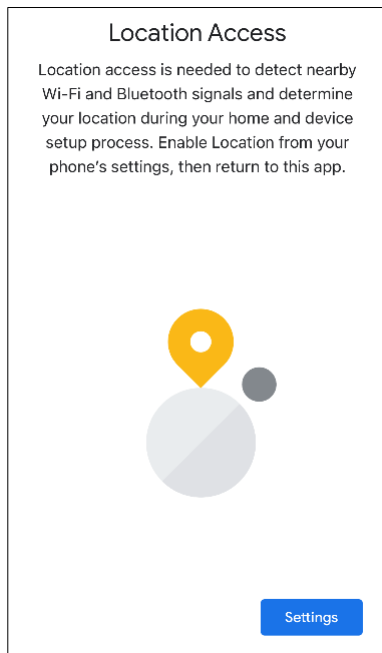 Location Access
Location access is needed to detect nearby
Wi-Fi and Bluetooth signals and determine
your location during your home and device
setup process. Enable Location from your
phone's settings, then return to this app.
Settings